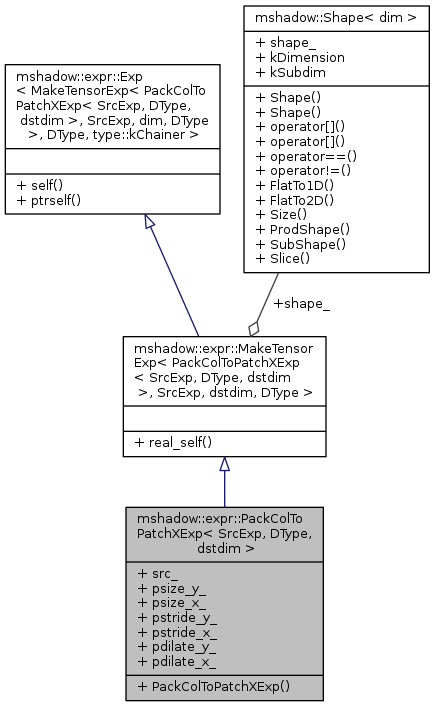 mshadow::Shape< dim >
+ shape_
+ kDimension
+ kSubdim
+ Shape()
+ Shape()
+ operator[]()
+ operator[]()
+ operator==()
+ operator!=()
+ FlatTo1D()
+ FlatTo2D()
+ Size()
+ ProdShape()
+ SubShape()
+ Slice()
mshadow::expr::Exp
< MakeTensorExp< PackColTo
PatchXExp< SrcExp, DType,
dstdim >, SrcExp, dim, DType
>, DType, type::kChainer >
+ self()
+ ptrself()
+shape_
mshadow::expr::MakeTensor
Exp< PackColToPatchXExp
< SrcExp, DType, dstdim
>, SrcExp, dstdim, DType >
+ real_self()
mshadow::expr::PackColTo
PatchXExp< SrcExp, DType,
dstdim >
+ src_
+ psize_y_
+ psize_x_
+ pstride_y_
+ pstride_x_
+ pdilate_y_
+ pdilate_x_
+ PackColToPatchXExp()